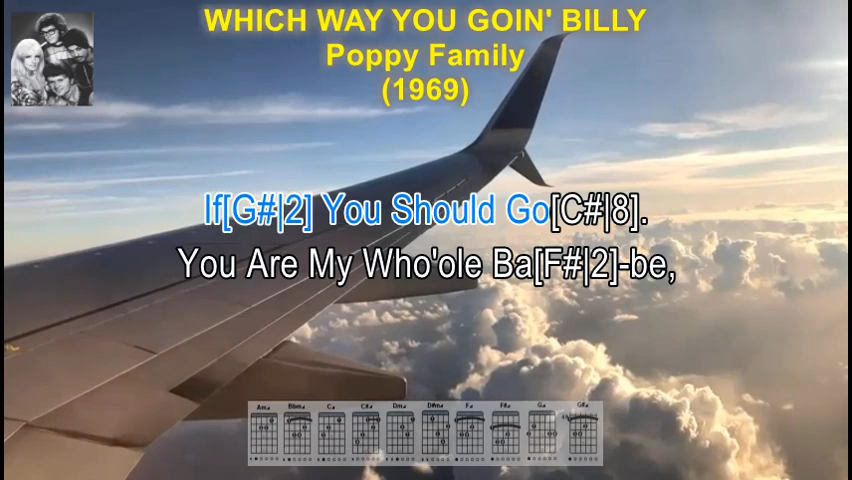 WHICH WAY YOU GOIN' BILLY
Poppy Family
(1969)
If[G#|2] You Should Go[C#|8].
You Are My Who'ole Ba[F#|2]-be,